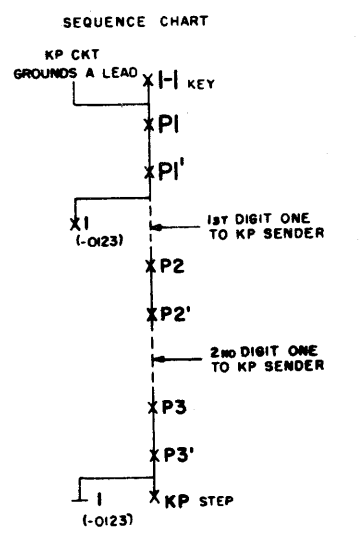 SEQUENCE CHART
KP CKT
GROUNDS A LEAD
1-1 KEY
P1
P1'
1
(-0123)
1ST DIGIT ONE
TO KP SENDER
P2
P2'
2ND DIGIT ONE
TO KP SENDER
P3
P3'
1
(-0123)
KP STEP